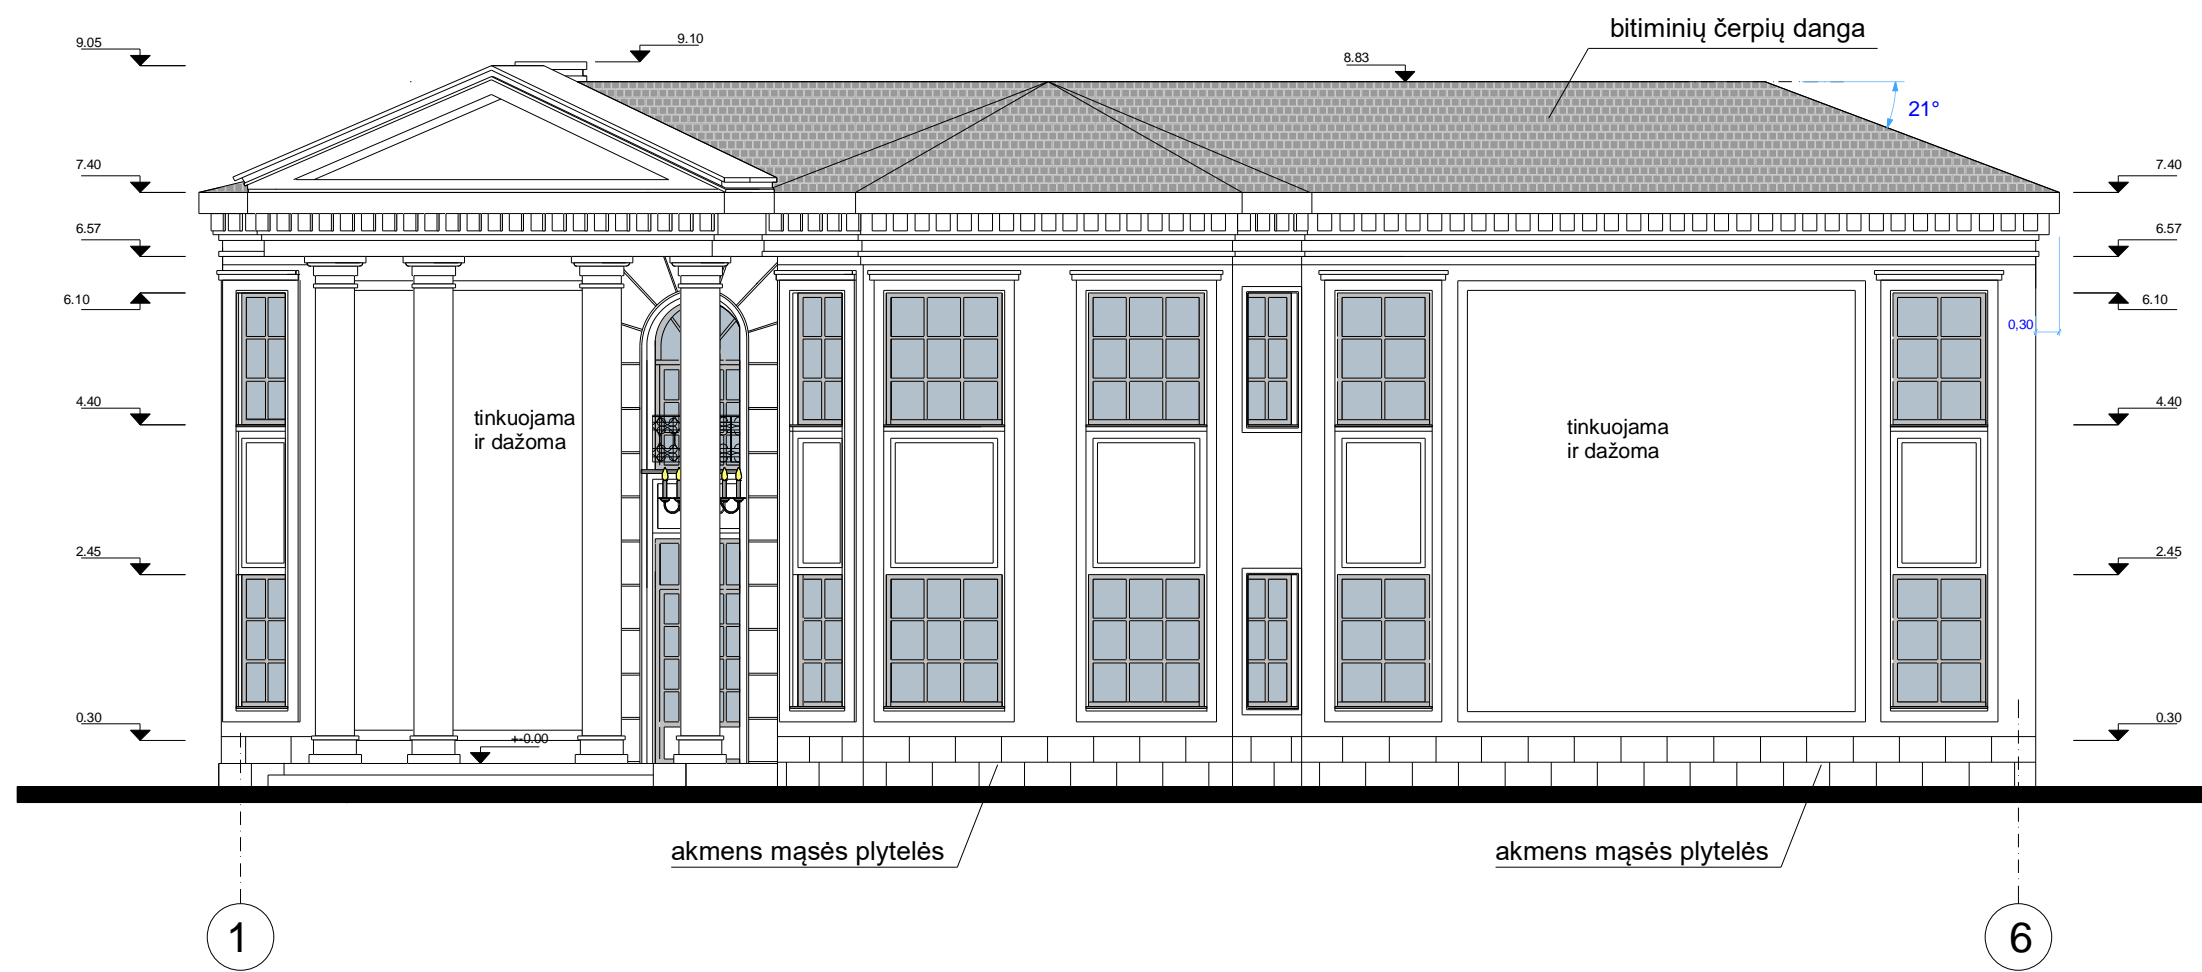 bitiminių čerpių danga
9.05
9.10
8.83
21°
7.40
7.40
6.57
6.57
6.10
6.10
0,30
4.40
4.40
tinkuojama
ir dažoma
tinkuojama
ir dažoma
2.45
2.45
0.30
0.30
+-0.00
akmens mąsės plytelės
akmens mąsės plytelės
1
6